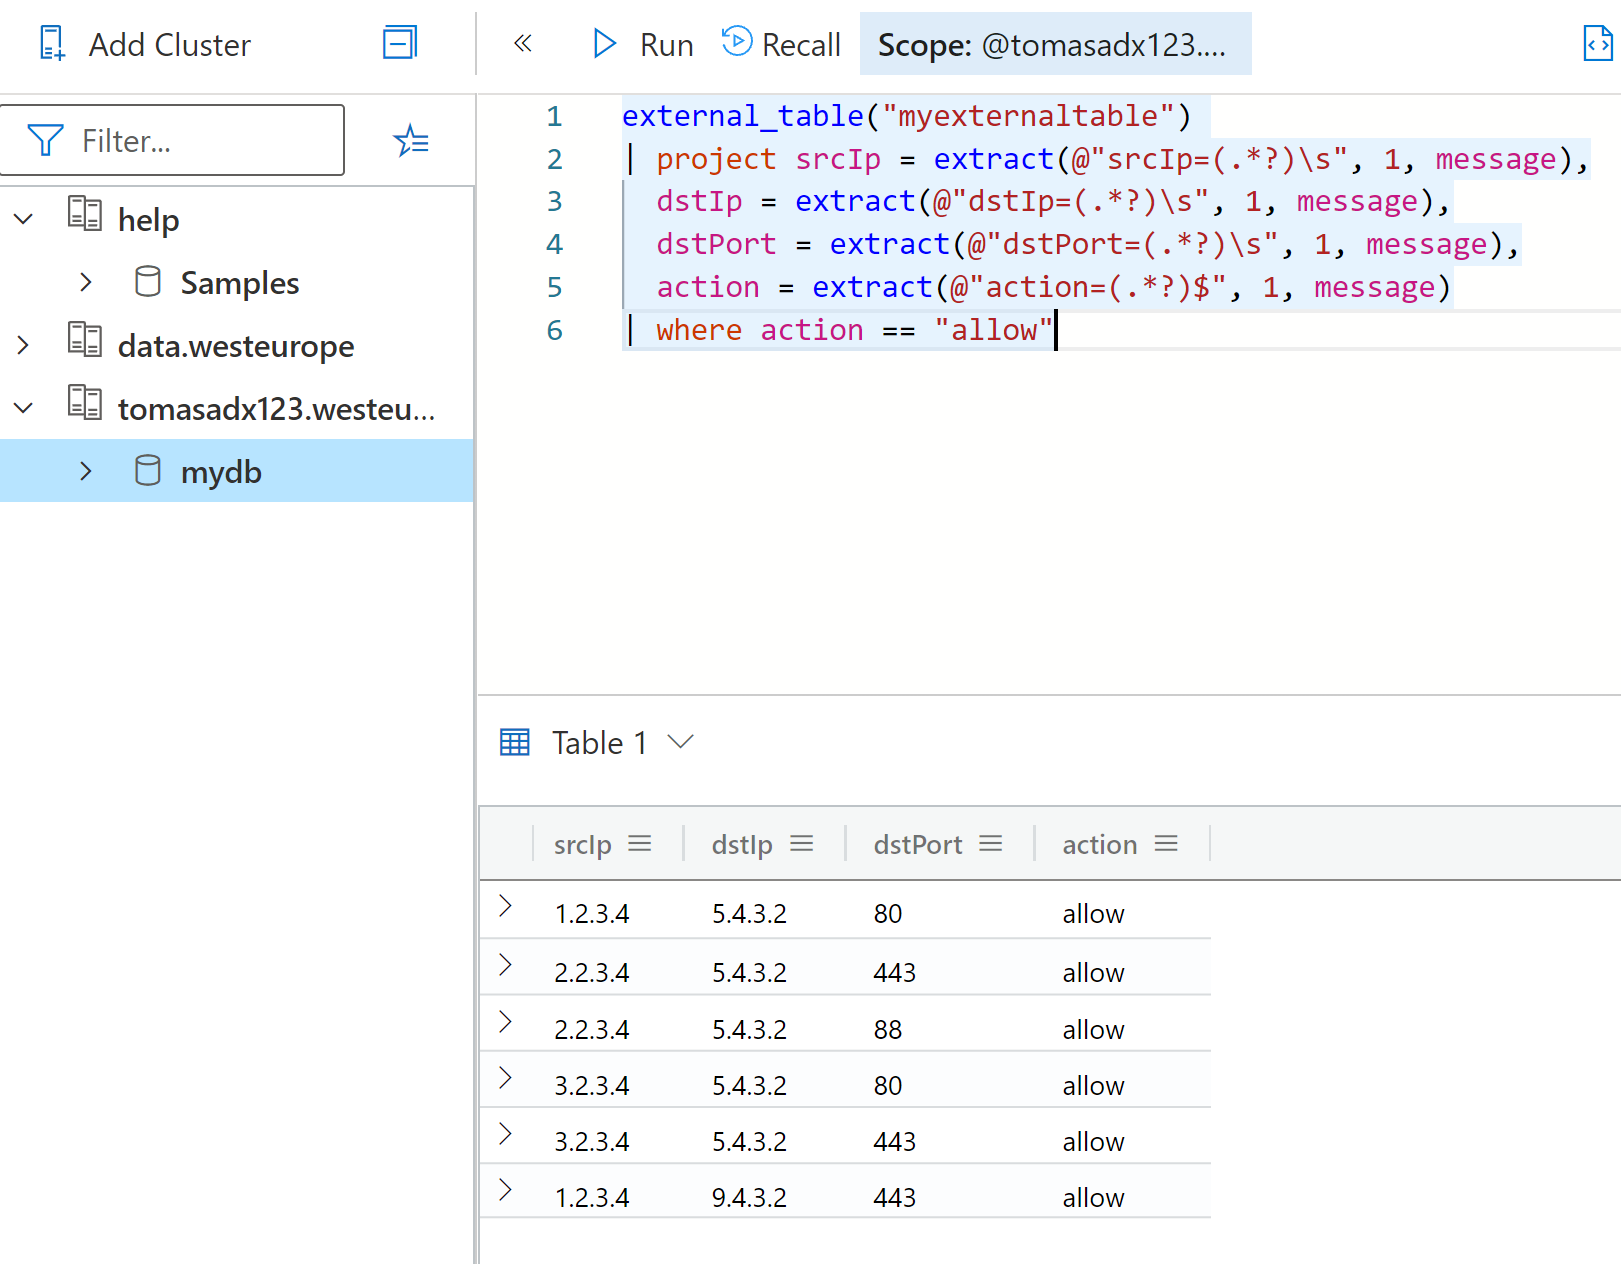 Add Cluster
Run
Recall
Scope: @tomasadx123....
Filter...
help
Samples
data.westeurope
tomasadx123.westeu...
mydb
1 external_table("myexternaltable")
2 | project srcIp = extract(@"srcIp=(.*?)\s", 1, message),
3 dstIp = extract(@"dstIp=(.*?)\s", 1, message),
4 dstPort = extract(@"dstPort=(.*?)\s", 1, message),
5 action = extract(@"action=(.*?)$", 1, message)
6 | where action == "allow"
Table 1
srcIp dstIp dstPort action
1.2.3.4 5.4.3.2 80 allow
2.2.3.4 5.4.3.2 443 allow
2.2.3.4 5.4.3.2 88 allow
3.2.3.4 5.4.3.2 80 allow
3.2.3.4 5.4.3.2 443 allow
1.2.3.4 9.4.3.2 443 allow